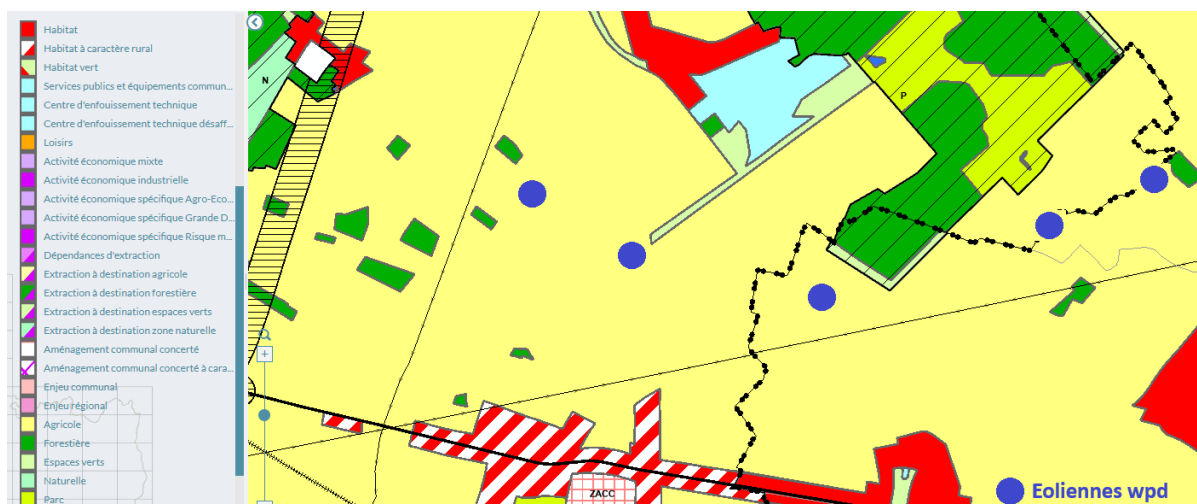 Habitat
Habitat à caractère rural
Habitat vert
Services publics et équipements commun...
Centre d'enfouissement technique
Centre d'enfouissement technique désaff...
Loisirs
Activité économique mixte
Activité économique industrielle
Activité économique spécifique Agro-Eco...
Activité économique spécifique Grande D...
Activité économique spécifique Risque m...
Dépendances d'extraction
Extraction à destination agricole
Extraction à destination forestière
Extraction à destination espaces verts
Extraction à destination zone naturelle
Aménagement communal concerté
Aménagement communal concerté à cara...
Enjeu communal
Enjeu régional
Agricole
Forestière
Espaces verts
Naturelle
Parc
N
P
ZACC
Eoliennes wpd